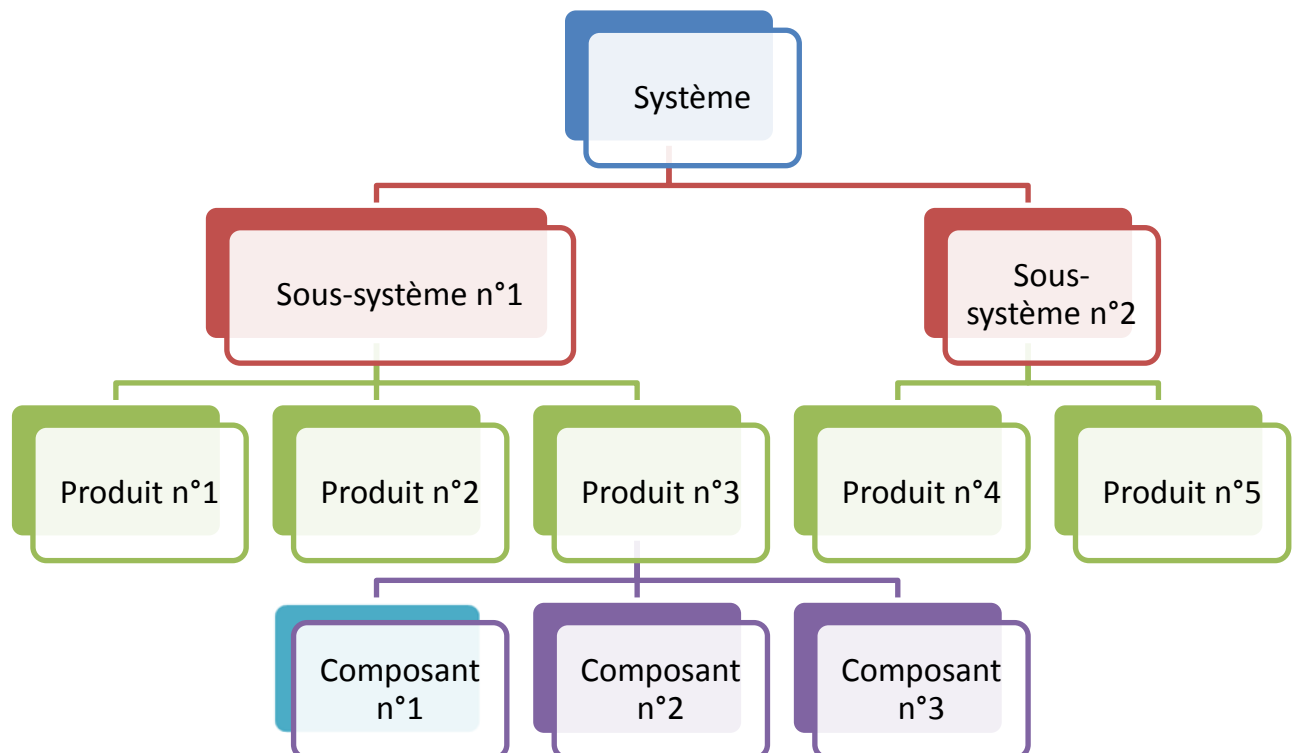 Système
Sous-système n°1
Sous-
système n°2
Produit n°1
Produit n°2
Produit n°3
Produit n°4
Produit n°5
Composant
n°1
Composant
n°2
Composant
n°3